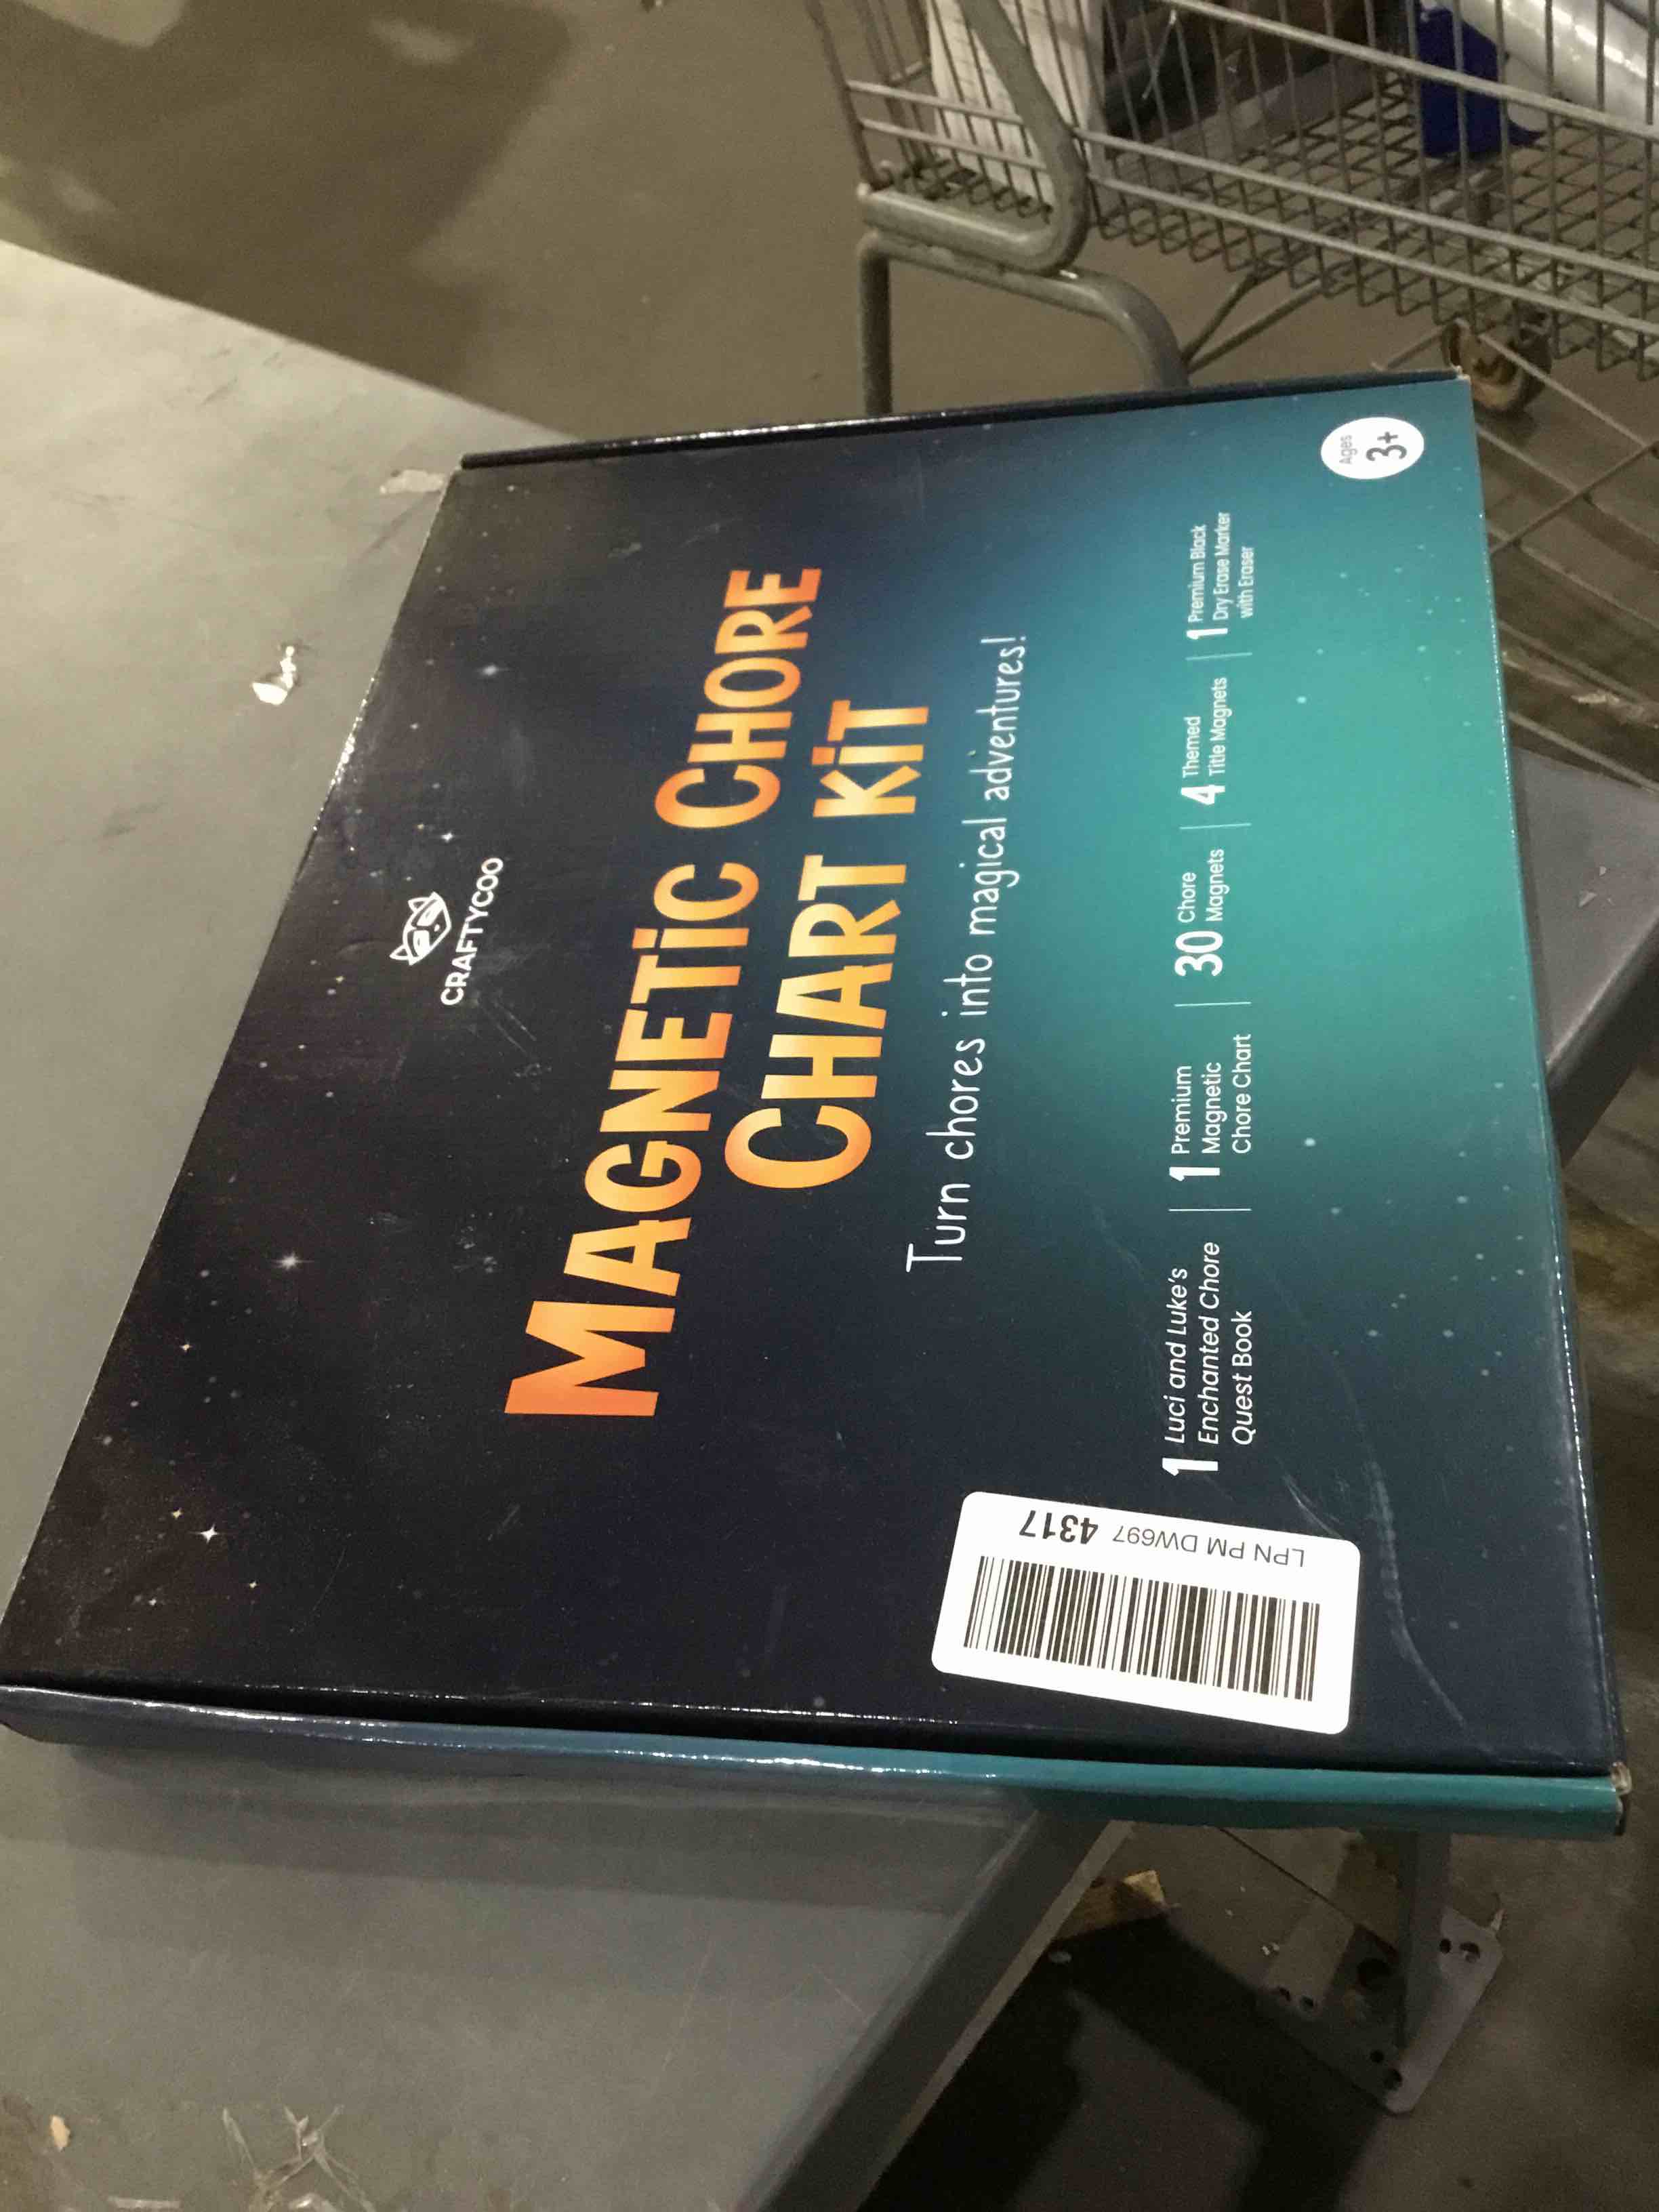 CRAFTYCOO
MAGNETiC CHORE
CHART KiT
Turn chores into magical adventures!
1 Luci and Luke's
Enchanted Chore
Quest Book
1 Premium
Magnetic
Chore Chart
30 Chore
Magnets
4 Themed
Title Magnets
1 Premium Black
Dry Erase Marker
with Eraser
Ages
3+
LPN PM DW697 4317